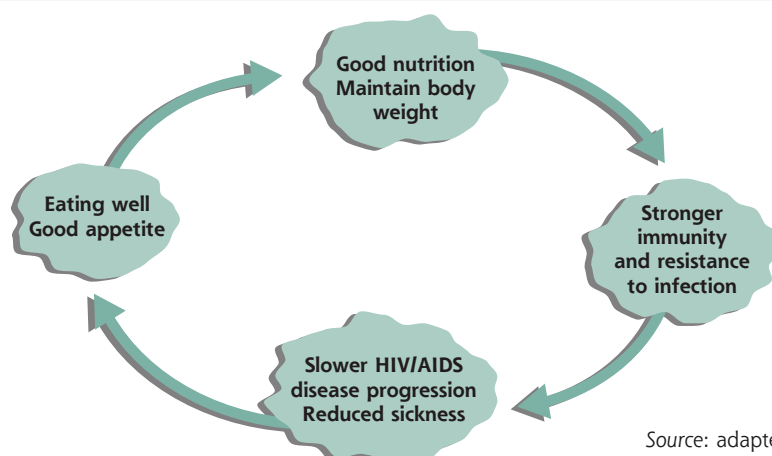 Good nutrition
Maintain body
weight
Eating well
Good appetite
Stronger
immunity
and resistance
to infection
Slower HIV/AIDS
disease progression
Reduced sickness
Source: adapte